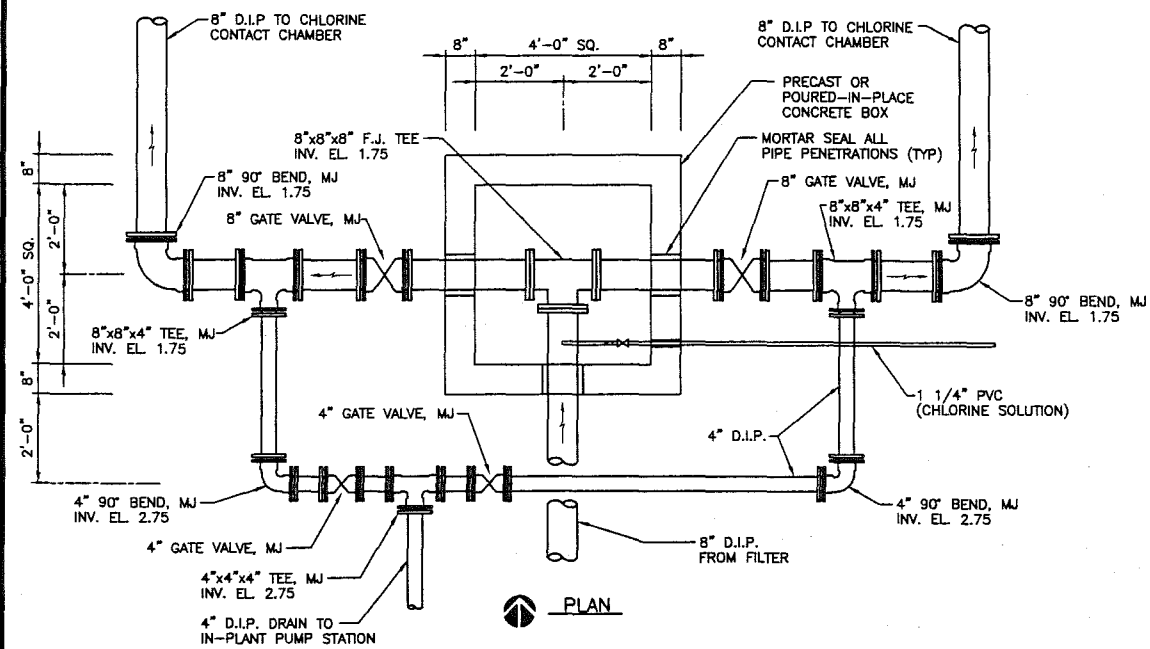 8" D.I.P TO CHLORINE
CONTACT CHAMBER
8" D.I.P TO CHLORINE
CONTACT CHAMBER
8"
4'-0" SQ.
8"
2'-0"
2'-0"
PRECAST OR
POURED-IN-PLACE
CONCRETE BOX
8"x8"x8" F.J. TEE
INV. EL. 1.75
MORTAR SEAL ALL
PIPE PENETRATIONS (TYP)
8"
4'-0" SQ.
2'-0"
2'-0"
8"
2'-0"
8" 90° BEND, MJ
INV. EL. 1.75
8" GATE VALVE, MJ
8" GATE VALVE, MJ
8"x8"x4" TEE, MJ
INV. EL. 1.75
8" 90° BEND, MJ
INV. EL. 1.75
8"x8"x4" TEE, MJ
INV. EL. 1.75
1 1/4" PVC
(CHLORINE SOLUTION)
4" GATE VALVE, MJ
4" D.I.P.
4" 90° BEND, MJ
INV. EL. 2.75
4" 90° BEND, MJ
INV. EL. 2.75
4" GATE VALVE, MJ
8" D.I.P.
FROM FILTER
4"x4"x4" TEE, MJ
INV. EL. 2.75
4" D.I.P. DRAIN TO
IN-PLANT PUMP STATION
PLAN